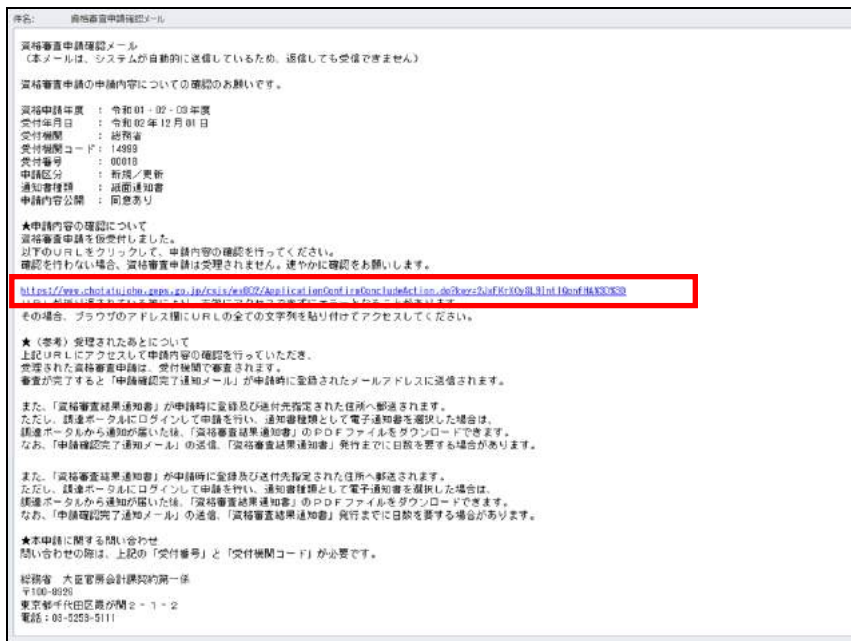 件名: 資格審査申請確認メール
資格審査申請確認メール
(本メールは、システムが自動的に送信しているため、返信しても受信できません)
資格審査申請の申請内容についての確認のお願いです。
資格申請年度 : 令和01・02・03年度
受付年月日 : 令和02年12月01日
受付機関 : 総務省
受付機関コード: 14999
受付番号 : 00018
申請区分 : 新規/更新
通知書種類 : 紙面通知書
申請内容公開 : 同意あり
★申請内容の確認について
資格審査申請を仮受付しました。
以下のURLをクリックして、申請内容の確認を行ってください。
確認を行わない場合、資格審査申請は受理されません。速やかに確認をお願いします。
https://www.chotatujoho.geps.go.jp/csjs/es802/ApplicationConfirmConcludeAction.do?key=2JsFKrXOySL9IntIQonfHA%3D%3D
その場合、ブラウザのアドレス欄にURLの全ての文字列を貼り付けてアクセスしてください。
★(参考)受理されたあとについて
上記URLにアクセスして申請内容の確認を行っていただき、
受理された資格審査申請は、受付機関で審査されます。
審査が完了すると「申請確認完了通知メール」が申請時に登録されたメールアドレスに送信されます。
また、「資格審査結果通知書」が申請時に登録及び送付先指定された住所へ郵送されます。
ただし、調達ポータルにログインして申請を行い、通知書種類として電子通知書を選択した場合は、
調達ポータルから通知が届いた後、「資格審査結果通知書」のPDFファイルをダウンロードできます。
なお、「申請確認完了通知メール」の送信、「資格審査結果通知書」発行までに日数を要する場合があります。
また、「資格審査結果通知書」が申請時に登録及び送付先指定された住所へ郵送されます。
ただし、調達ポータルにログインして申請を行い、通知書種類として電子通知書を選択した場合は、
調達ポータルから通知が届いた後、「資格審査結果通知書」のPDFファイルをダウンロードできます。
なお、「申請確認完了通知メール」の送信、「資格審査結果通知書」発行までに日数を要する場合があります。
★本申請に関する問い合わせ
問い合わせの際は、上記の「受付番号」と「受付機関コード」が必要です。
総務省 大臣官房会計課契約第一係
〒100-8926
東京都千代田区霞が関2-1-2
電話:03-5253-5111